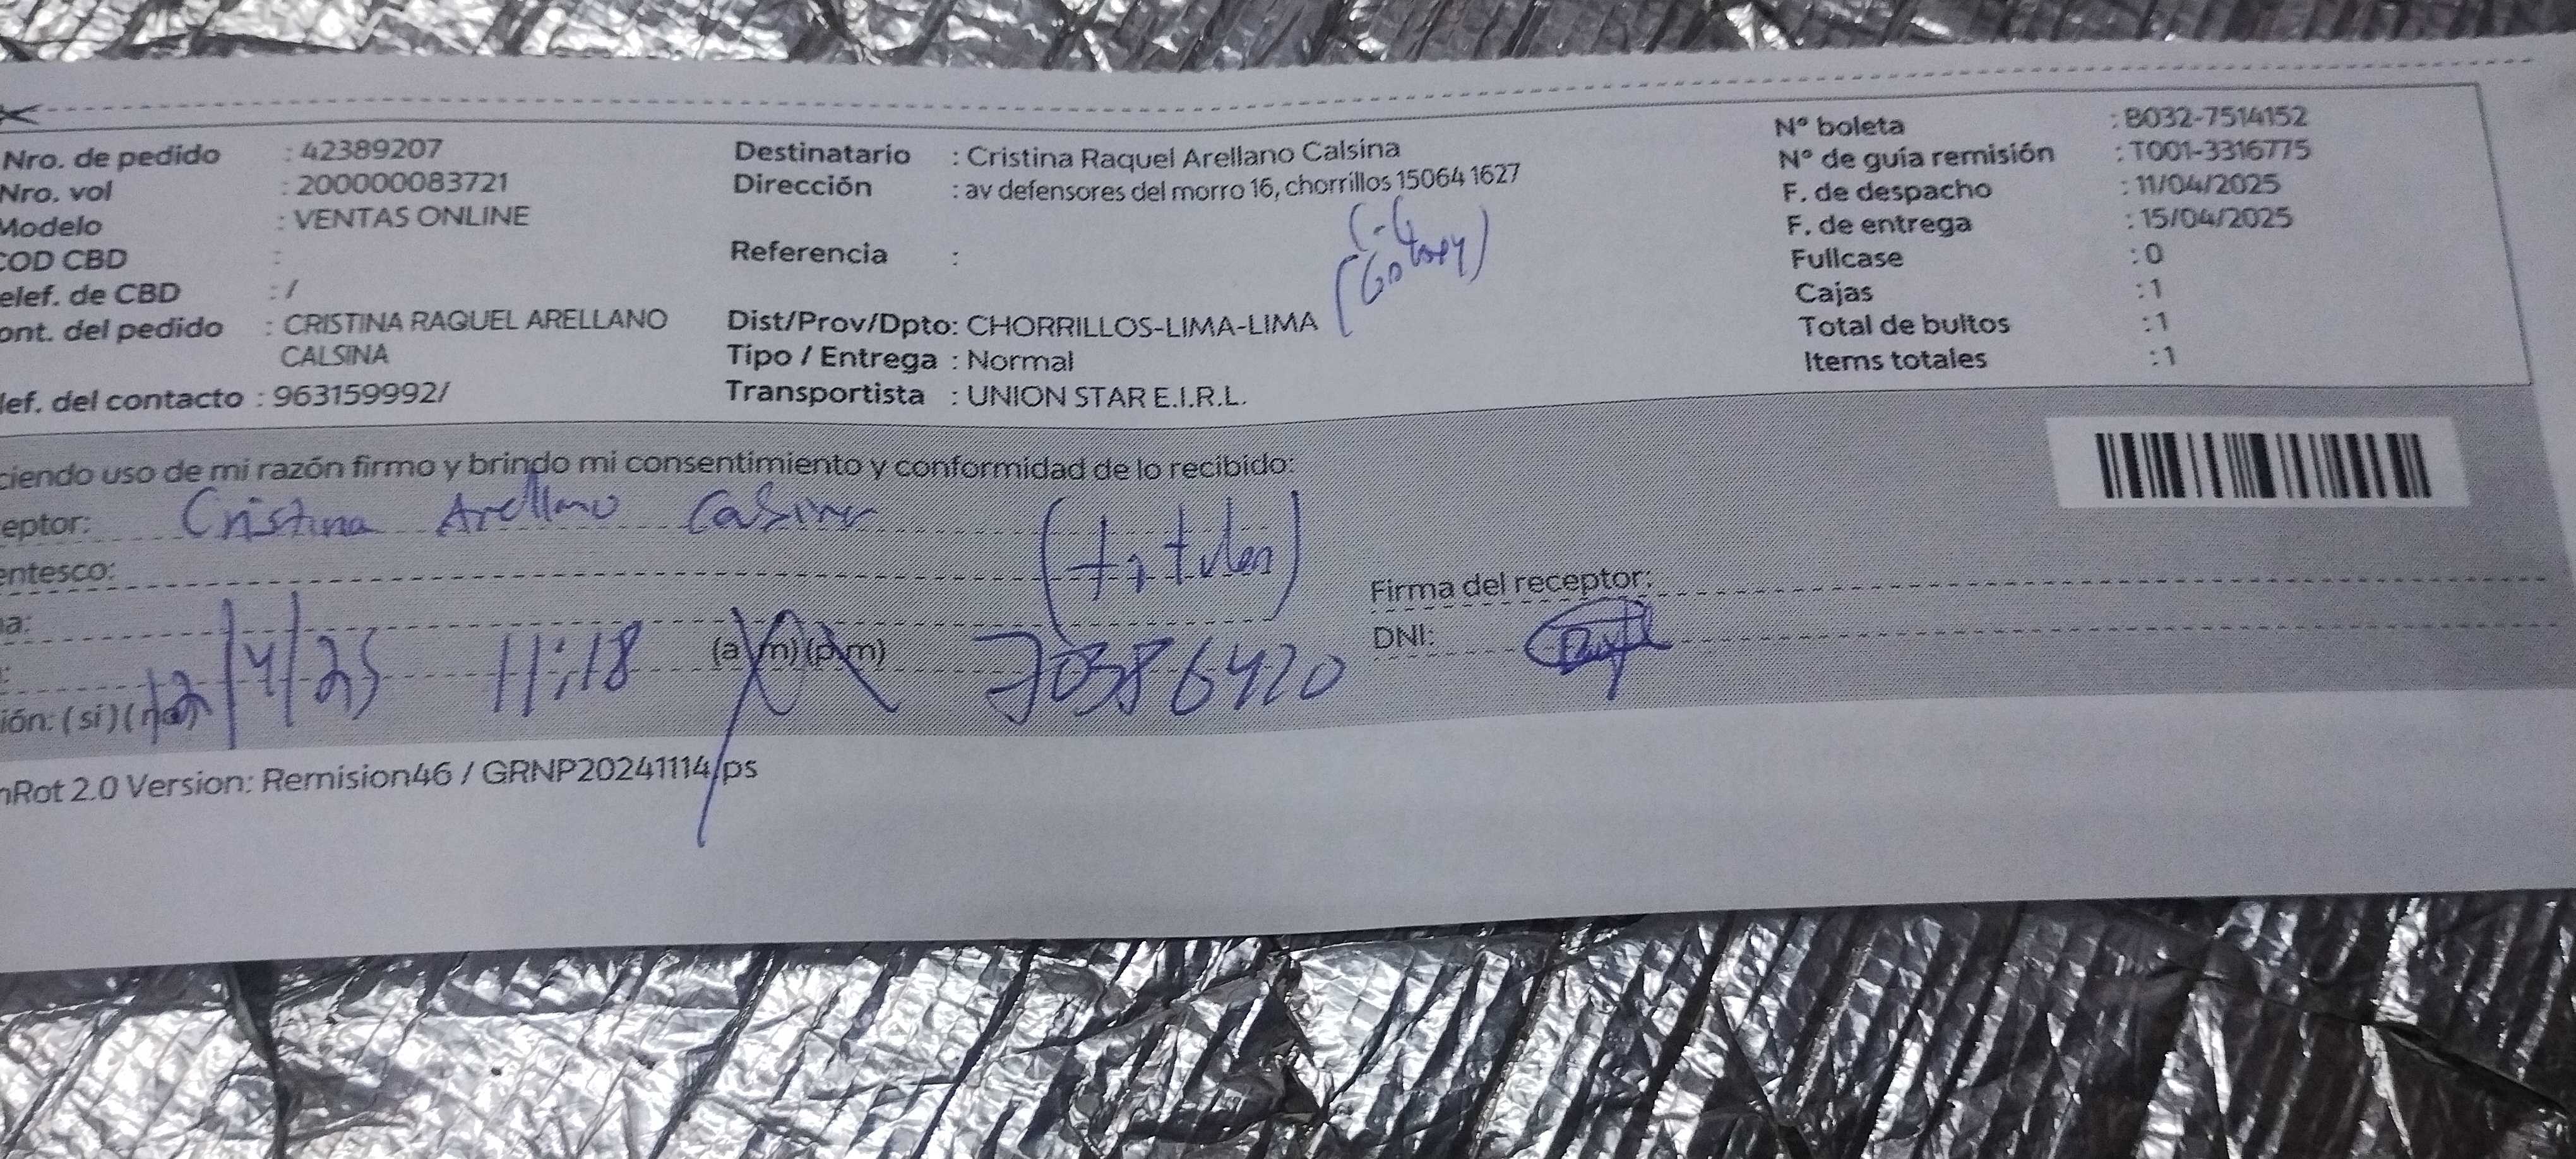 Nro. de pedido : 42389207
Nro. vol : 200000083721
Modelo : VENTAS ONLINE
COD CBD :
elef. de CBD : /
ont. del pedido : CRISTINA RAQUEL ARELLANO
CALSINA
lef. del contacto : 963159992/
Destinatario : Cristina Raquel Arellano Calsina
Dirección : av defensores del morro 16, chorrillos 15064 1627
Referencia :
Dist/Prov/Dpto: CHORRILLOS-LIMA-LIMA
Tipo / Entrega : Normal
Transportista : UNION STAR E.I.R.L.
N° boleta : B032-7514152
N° de guía remisión : T001-3316775
F. de despacho : 11/04/2025
F. de entrega : 15/04/2025
Fullcase : 0
Cajas : 1
Total de bultos : 1
Items totales : 1
ciendo uso de mi razón firmo y brindo mi consentimiento y conformidad de lo recibido:
eptor: Cristina Arellano Calsina
entesco: (titular)
Firma del receptor:
12/4/25 11:18 (a.m)(p.m) 70386420 DNI:
ión: (si)(no)
nRot 2.0 Version: Remision46 / GRNP20241114/ps